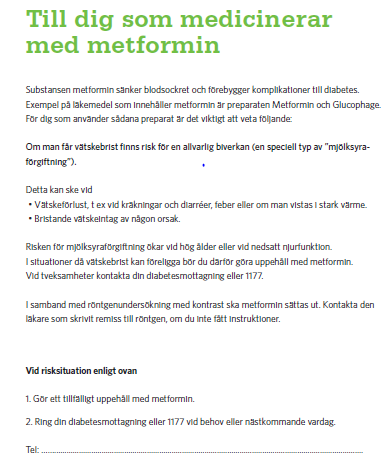 Till dig som medicinerar
med metformin
Substansen metformin sänker blodsockret och förebygger komplikationer till diabetes.
Exempel på läkemedel som innehåller metformin är preparaten Metformin och Glucophage.
För dig som använder sådana preparat är det viktigt att veta följande:
Om man får vätskebrist finns risk för en allvarlig biverkan (en speciell typ av "mjölksyra-
förgiftning").
Detta kan ske vid
• Vätskeförlust, t ex vid kräkningar och diarréer, feber eller om man vistas i stark värme.
• Bristande vätskeintag av någon orsak.
Risken för mjölksyraförgiftning ökar vid hög ålder eller vid nedsatt njurfunktion.
I situationer då vätskebrist kan föreligga bör du därför göra uppehåll med metformin.
Vid tveksamheter kontakta din diabetesmottagning eller 1177.
I samband med röntgenundersökning med kontrast ska metformin sättas ut. Kontakta den
läkare som skrivit remiss till röntgen, om du inte fått instruktioner.
Vid risksituation enligt ovan
1. Gör ett tillfälligt uppehåll med metformin.
2. Ring din diabetesmottagning eller 1177 vid behov eller nästkommande vardag.
Tel: ............................................................................................................